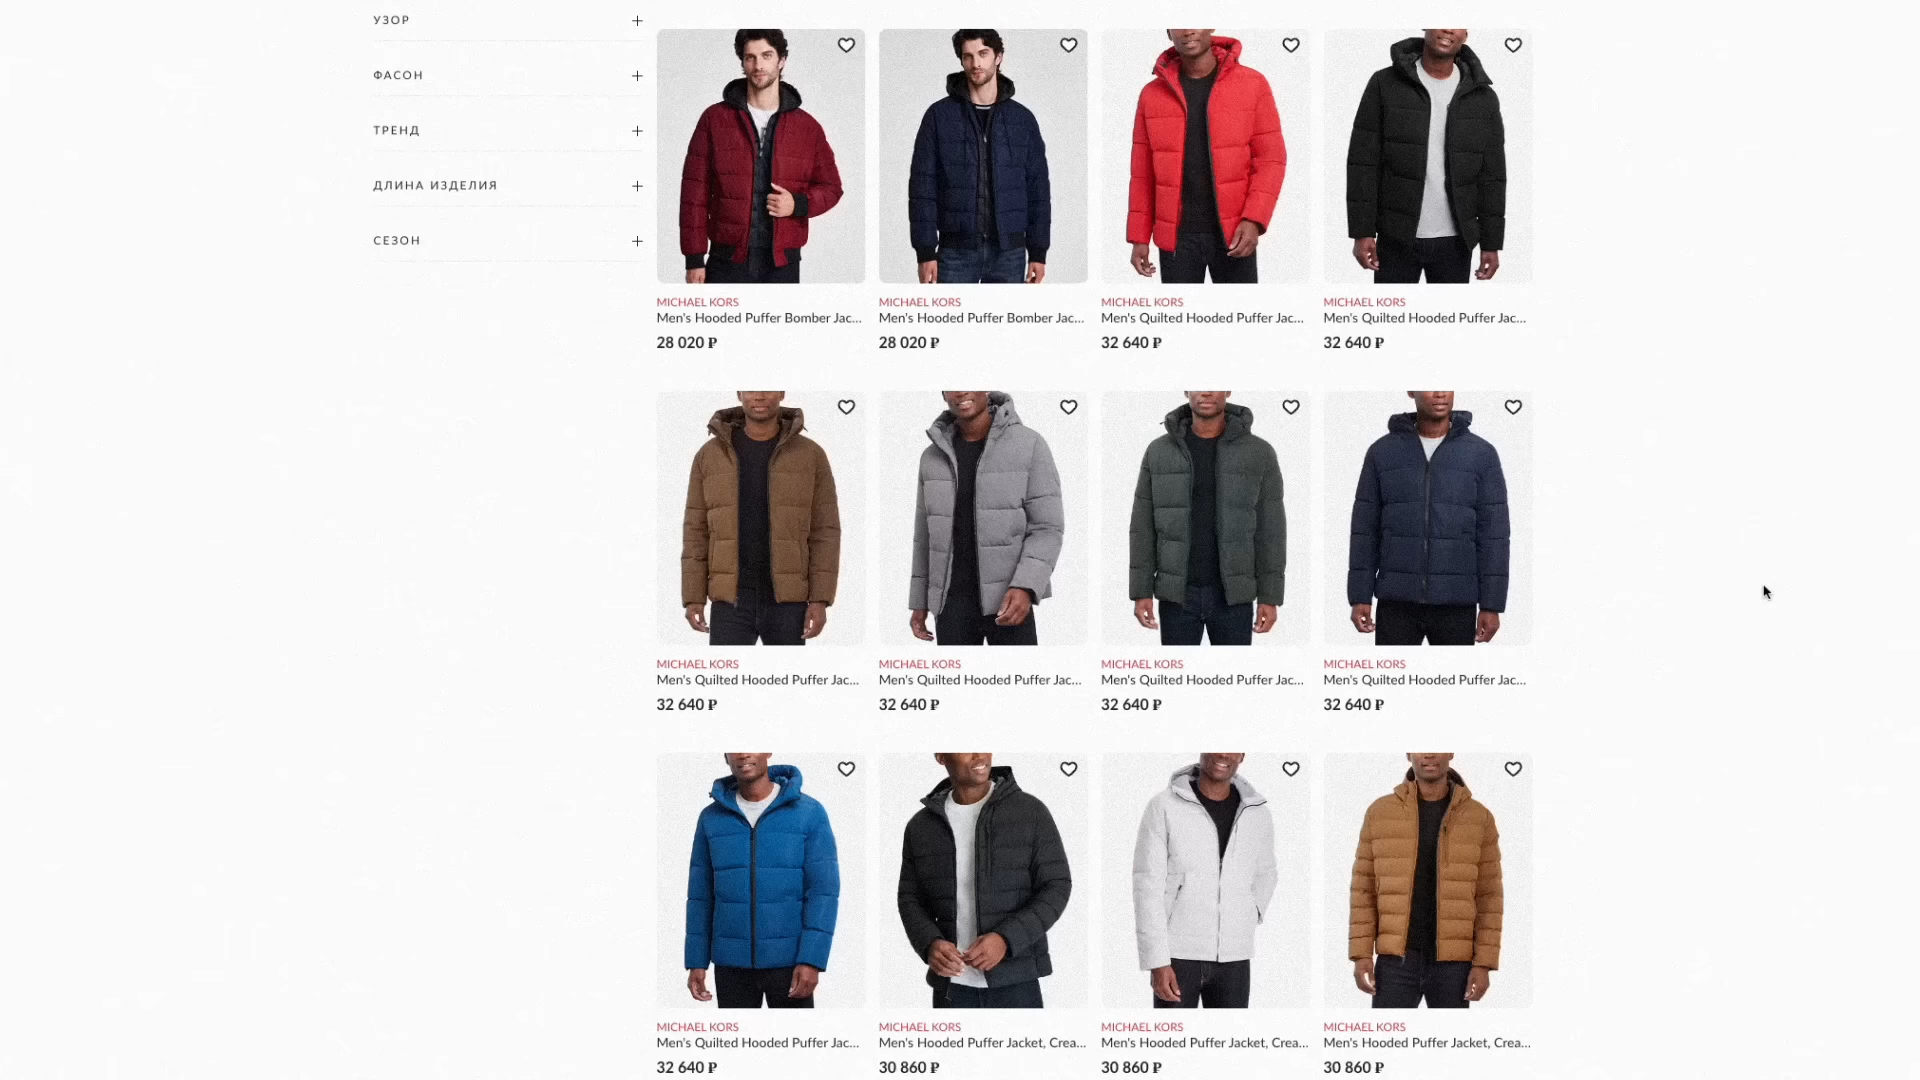 УЗОР
ФАСОН
ТРЕНД
ДЛИНА ИЗДЕЛИЯ
СЕЗОН
MICHAEL KORS
Men's Hooded Puffer Bomber Jac...
28 020 ₽
MICHAEL KORS
Men's Hooded Puffer Bomber Jac...
28 020 ₽
MICHAEL KORS
Men's Quilted Hooded Puffer Jac...
32 640 ₽
MICHAEL KORS
Men's Quilted Hooded Puffer Jac...
32 640 ₽
MICHAEL KORS
Men's Quilted Hooded Puffer Jac...
32 640 ₽
MICHAEL KORS
Men's Quilted Hooded Puffer Jac...
32 640 ₽
MICHAEL KORS
Men's Quilted Hooded Puffer Jac...
32 640 ₽
MICHAEL KORS
Men's Quilted Hooded Puffer Jac...
32 640 ₽
MICHAEL KORS
Men's Quilted Hooded Puffer Jac...
32 640 ₽
MICHAEL KORS
Men's Hooded Puffer Jacket, Crea...
30 860 ₽
MICHAEL KORS
Men's Hooded Puffer Jacket, Crea...
30 860 ₽
MICHAEL KORS
Men's Hooded Puffer Jacket, Crea...
30 860 ₽